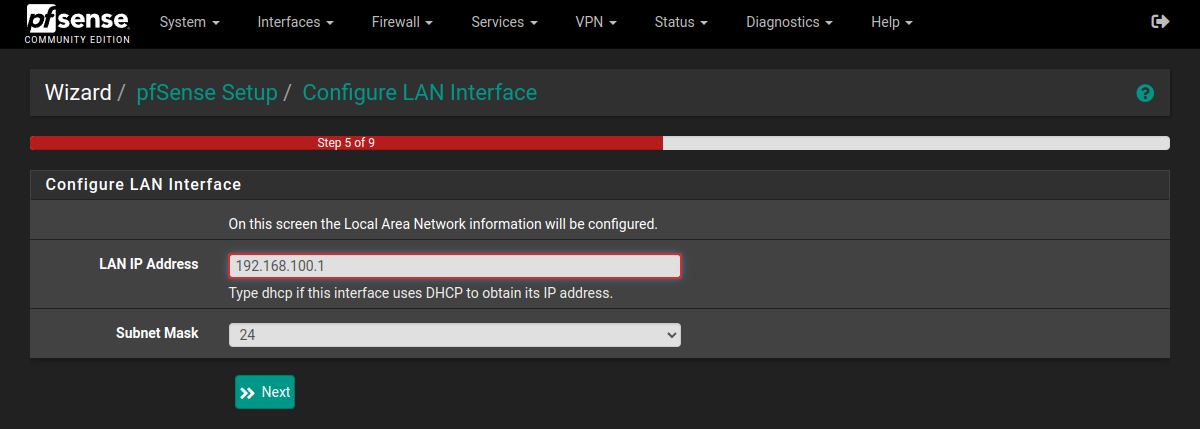 pfsense
COMMUNITY EDITION
System Interfaces Firewall Services VPN Status Diagnostics Help
Wizard / pfSense Setup / Configure LAN Interface
Step 5 of 9
Configure LAN Interface
On this screen the Local Area Network information will be configured.
LAN IP Address 192.168.100.1
Type dhcp if this interface uses DHCP to obtain its IP address.
Subnet Mask 24
Next